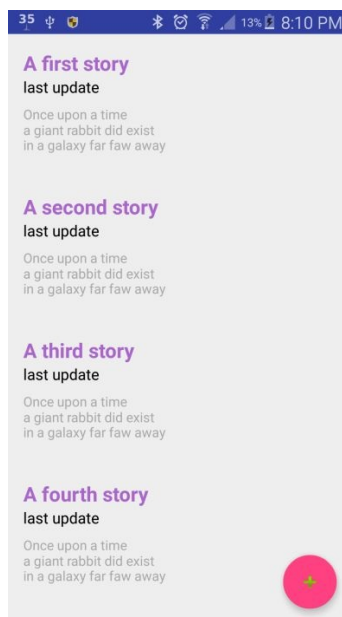 35 13% 8:10 PM
A first story
last update
Once upon a time
a giant rabbit did exist
in a galaxy far faw away
A second story
last update
Once upon a time
a giant rabbit did exist
in a galaxy far faw away
A third story
last update
Once upon a time
a giant rabbit did exist
in a galaxy far faw away
A fourth story
last update
Once upon a time
a giant rabbit did exist
in a galaxy far faw away
+